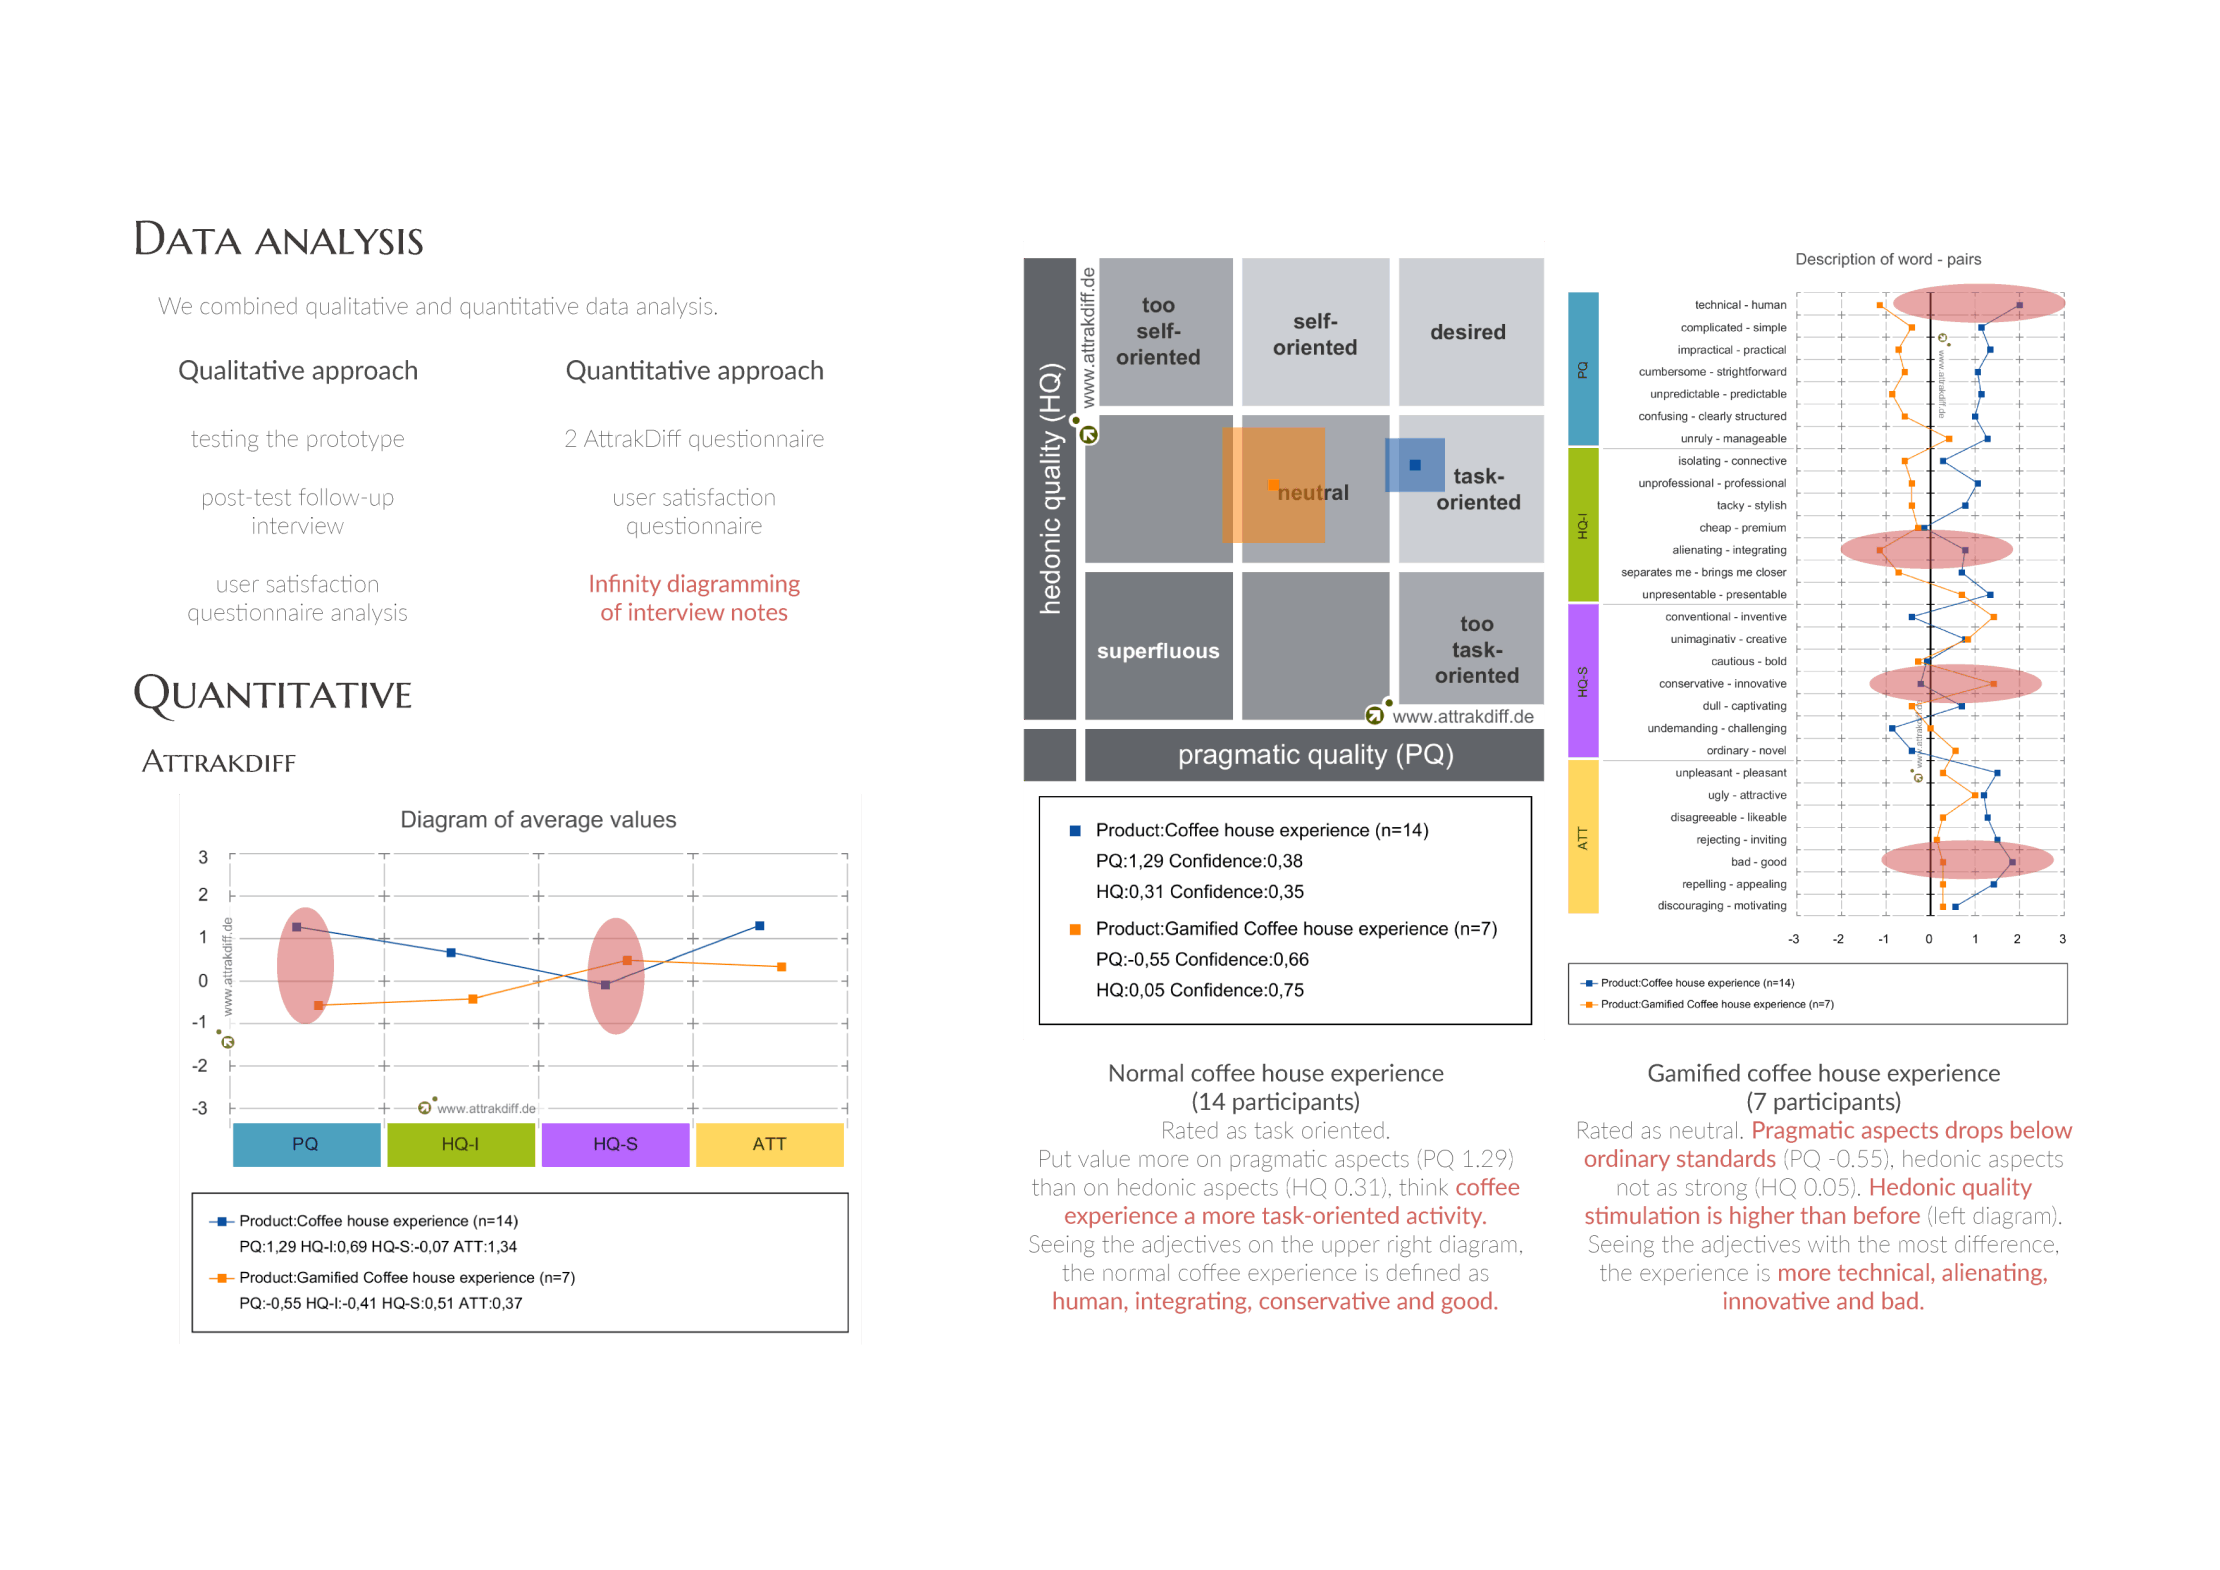 DATA ANALYSIS
We combined qualitative and quantitative data analysis.
Qualitative approach
testing the prototype
post-test follow-up
interview
user satisfaction
questionnaire analysis
Quantitative approach
2 AttrakDiff questionnaire
user satisfaction
questionnaire
Infinity diagramming
of interview notes
QUANTITATIVE
ATTRAKDIFF
Diagram of average values
3
2
1
0
-1
-2
-3
www.attrakdiff.de
www.attrakdiff.de
PQ
HQ-I
HQ-S
ATT
Product:Coffee house experience (n=14)
PQ:1,29 HQ-I:0,69 HQ-S:-0,07 ATT:1,34
Product:Gamified Coffee house experience (n=7)
PQ:-0,55 HQ-I:-0,41 HQ-S:0,51 ATT:0,37
hedonic quality (HQ)
www.attrakdiff.de
too
self-
oriented
self-
oriented
desired
neutral
task-
oriented
superfluous
too
task-
oriented
www.attrakdiff.de
pragmatic quality (PQ)
Product:Coffee house experience (n=14)
PQ:1,29 Confidence:0,38
HQ:0,31 Confidence:0,35
Product:Gamified Coffee house experience (n=7)
PQ:-0,55 Confidence:0,66
HQ:0,05 Confidence:0,75
Normal coffee house experience
(14 participants)
Rated as task oriented.
Put value more on pragmatic aspects (PQ 1.29)
than on hedonic aspects (HQ 0.31), think coffee
experience a more task-oriented activity.
Seeing the adjectives on the upper right diagram,
the normal coffee experience is defined as
human, integrating, conservative and good.
Description of word - pairs
PQ
HQ-I
HQ-S
ATT
technical - human
complicated - simple
impractical - practical
cumbersome - strightforward
unpredictable - predictable
confusing - clearly structured
unruly - manageable
isolating - connective
unprofessional - professional
tacky - stylish
cheap - premium
alienating - integrating
separates me - brings me closer
unpresentable - presentable
conventional - inventive
unimaginativ - creative
cautious - bold
conservative - innovative
dull - captivating
undemanding - challenging
ordinary - novel
unpleasant - pleasant
ugly - attractive
disagreeable - likeable
rejecting - inviting
bad - good
repelling - appealing
discouraging - motivating
www.attrakdiff.de
www.attrakdiff.de
-3 -2 -1 0 1 2 3
Product:Coffee house experience (n=14)
Product:Gamified Coffee house experience (n=7)
Gamified coffee house experience
(7 participants)
Rated as neutral. Pragmatic aspects drops below
ordinary standards (PQ -0.55), hedonic aspects
not as strong (HQ 0.05). Hedonic quality
stimulation is higher than before (left diagram).
Seeing the adjectives with the most difference,
the experience is more technical, alienating,
innovative and bad.